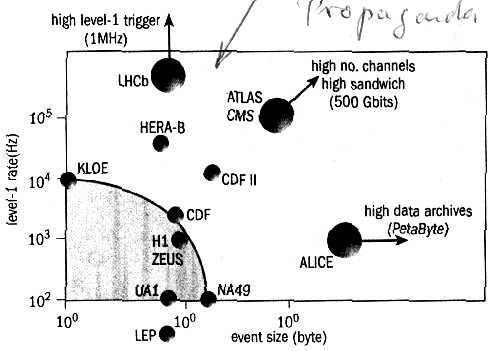 Propaganda
high level-1 trigger
(1MHz)
high no. channels
high sandwich
(500 Gbits)
LHCb
ATLAS
CMS
HERA-B
CDF II
KLOE
CDF
H1
ZEUS
high data archives
(PetaByte)
ALICE
UA1
NA49
LEP
level-1 rate(Hz)
10⁵
10⁴
10³
10²
10⁰
10⁰
10⁰
event size (byte)